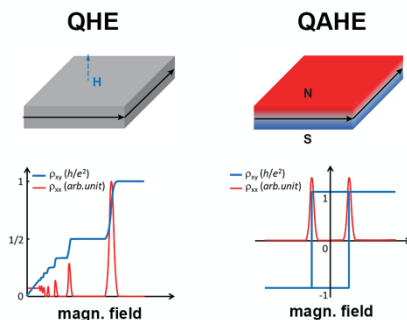 QHE
QAHE
H
N
S
ρxy (h/e²)
ρxx (arb.unit)
1
1/2
0
magn. field
ρxy (h/e²)
ρxx (arb.unit)
1
0
-1
magn. field